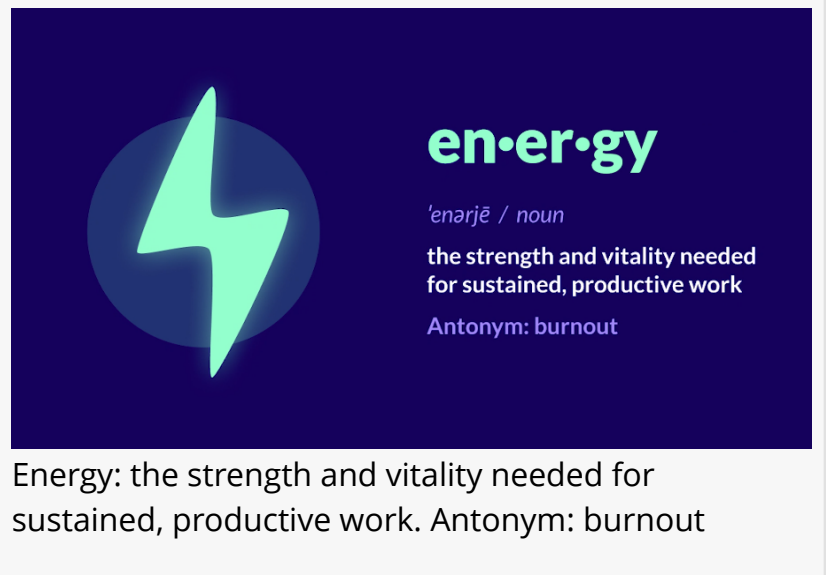 en•er•gy
ˈenərjē / noun
the strength and vitality needed
for sustained, productive work
Antonym: burnout
Energy: the strength and vitality needed for
sustained, productive work. Antonym: burnout